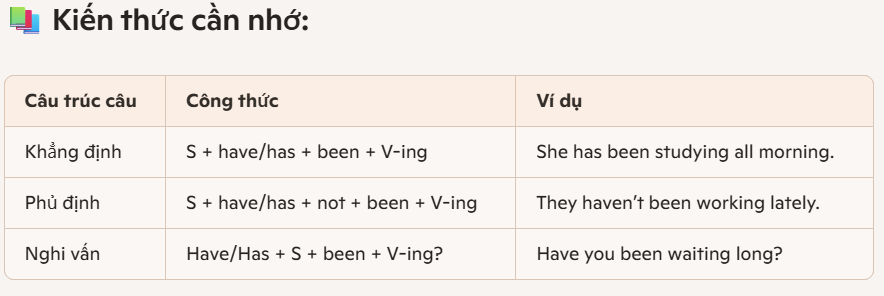 Kiến thức cần nhớ:
Câu trúc câu Công thức Ví dụ
Khẳng định S + have/has + been + V-ing She has been studying all morning.
Phủ định S + have/has + not + been + V-ing They haven’t been working lately.
Nghi vấn Have/Has + S + been + V-ing? Have you been waiting long?